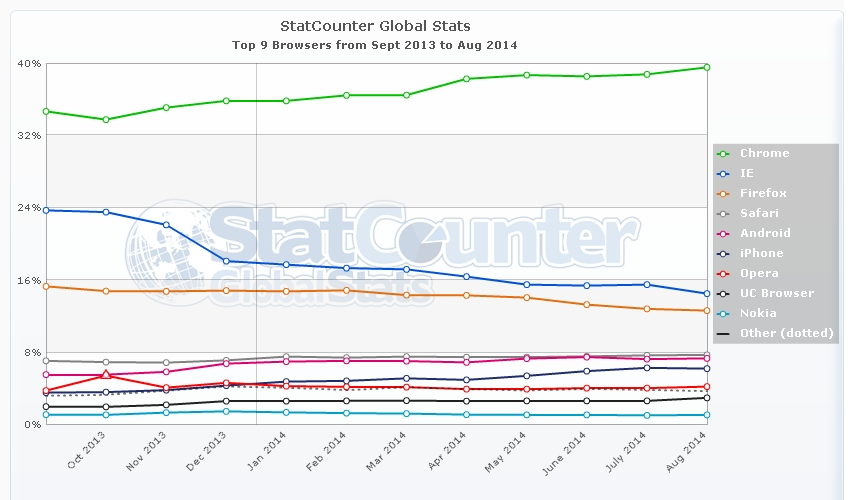 StatCounter Global Stats
Top 9 Browsers from Sept 2013 to Aug 2014
40%
32%
24%
16%
8%
0%
StatCounter
GlobalStats
Oct 2013
Nov 2013
Dec 2013
Jan 2014
Feb 2014
Mar 2014
Apr 2014
May 2014
June 2014
July 2014
Aug 2014
Chrome
IE
Firefox
Safari
Android
iPhone
Opera
UC Browser
Nokia
Other (dotted)